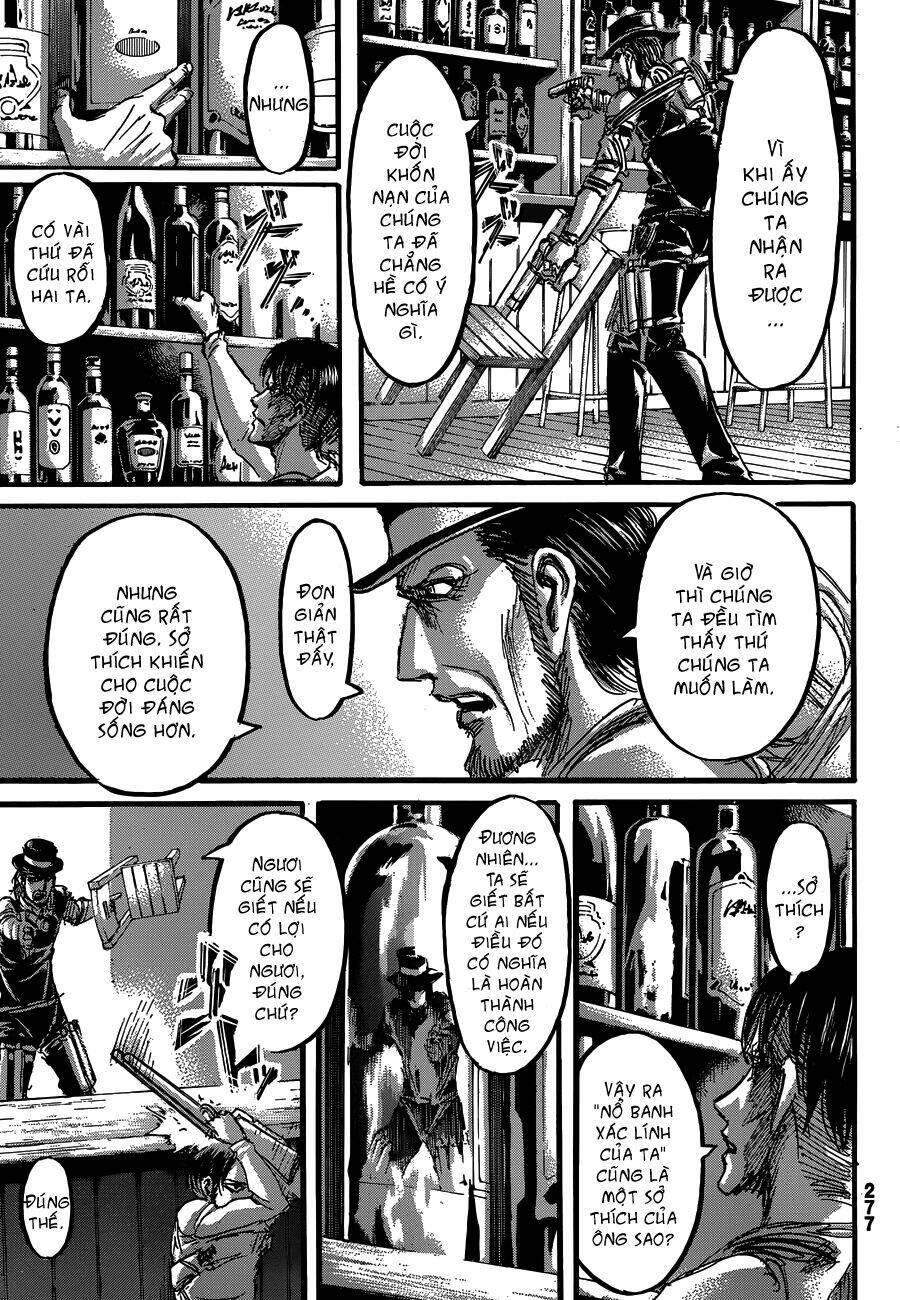 VÌ
KHI ẤY
CHÚNG
TA
NHẬN
RA
ĐƯỢC
...
CUỘC
ĐỜI
KHỐN
NẠN CỦA
CHÚNG
TA ĐÃ
CHẲNG
HỀ CÓ Ý
NGHĨA
GÌ.
...
NHƯNG
CÓ VÀI
THỨ ĐÃ
CỨU RỖI
HAI TA.
VÀ GIỜ
THÌ CHÚNG
TA ĐỀU TÌM
THẤY THỨ
CHÚNG TA
MUỐN LÀM.
ĐƠN
GIẢN
THẬT
ĐẤY,
NHƯNG
CŨNG RẤT
ĐÚNG. SỞ
THÍCH KHIẾN
CHO CUỘC
ĐỜI ĐÁNG
SỐNG HƠN.
...SỞ
THÍCH
?
VẬY RA
"NỔ BANH
XÁC LÍNH
CỦA TA"
CŨNG LÀ
MỘT SỞ
THÍCH CỦA
ÔNG SAO?
ĐƯƠNG
NHIÊN...
TA SẼ
GIẾT BẤT
CỨ AI NẾU
ĐIỀU ĐÓ
CÓ NGHĨA
LÀ HOÀN
THÀNH
CÔNG
VIỆC.
NGƯƠI
CŨNG SẼ
GIẾT NẾU
CÓ LỢI
CHO
NGƯƠI,
ĐÚNG
CHỨ?
ĐÚNG
THẾ.
277